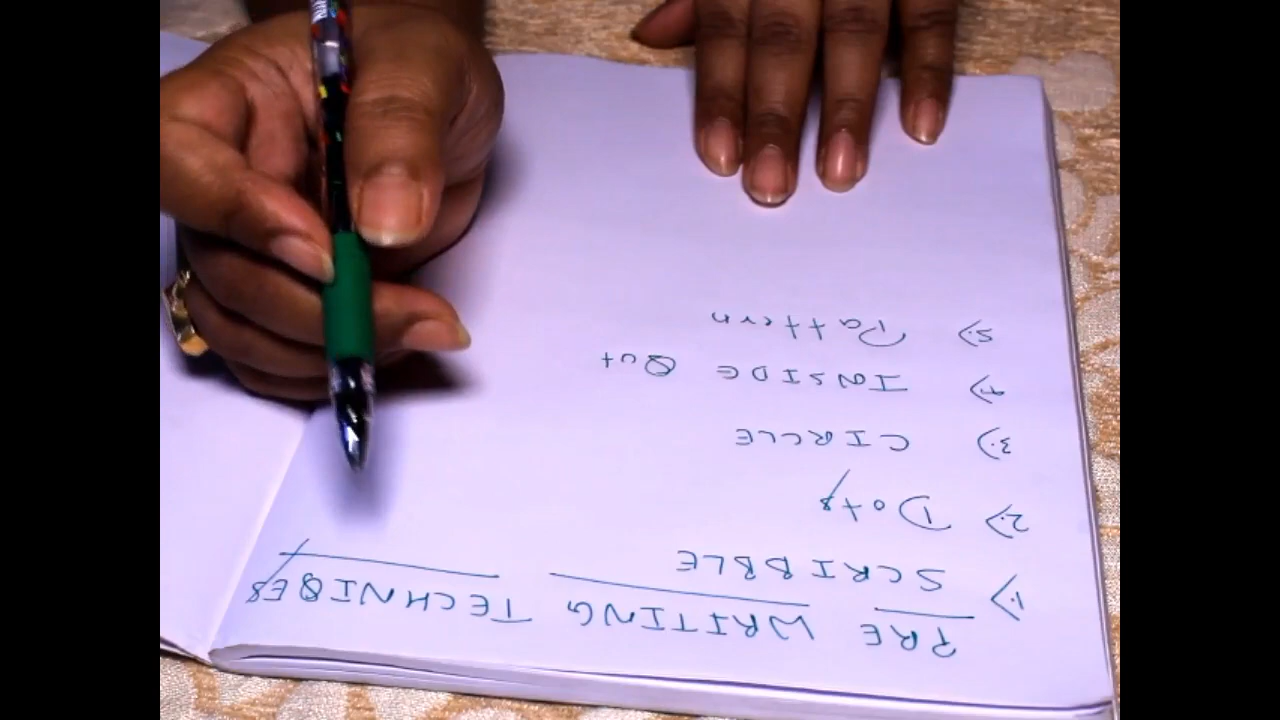 PRE WRITING TECHNIQES
1.) SCRIBBLE
2.) Dots
3.) CIRCLE
4.) INSIDE Out
5.) Pattern